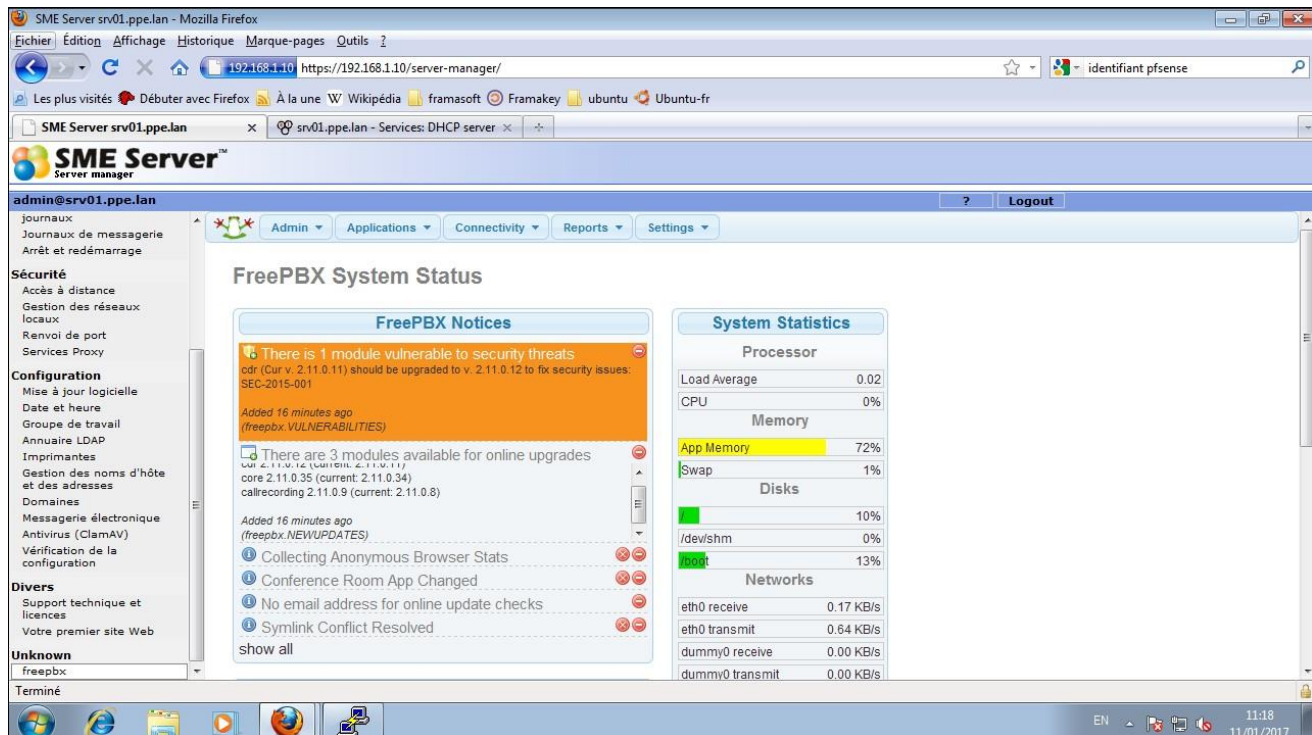 SME Server srv01.ppe.lan - Mozilla Firefox
Fichier Édition Affichage Historique Marque-pages Outils ?
192.168.1.10 https://192.168.1.10/server-manager/
identifiant pfsense
Les plus visités Débuter avec Firefox À la une Wikipédia framasoft Framakey ubuntu Ubuntu-fr
SME Server srv01.ppe.lan
srv01.ppe.lan - Services: DHCP server
SME Server™
Server manager
admin@srv01.ppe.lan
? Logout
journaux
Journaux de messagerie
Arrêt et redémarrage
Sécurité
Accès à distance
Gestion des réseaux
locaux
Renvoi de port
Services Proxy
Configuration
Mise à jour logicielle
Date et heure
Groupe de travail
Annuaire LDAP
Imprimantes
Gestion des noms d'hôte
et des adresses
Domaines
Messagerie électronique
Antivirus (ClamAV)
Vérification de la
configuration
Divers
Support technique et
licences
Votre premier site Web
Unknown
freepbx
Admin Applications Connectivity Reports Settings
FreePBX System Status
FreePBX Notices
There is 1 module vulnerable to security threats
cdr (Cur v. 2.11.0.11) should be upgraded to v. 2.11.0.12 to fix security issues:
SEC-2015-001
Added 16 minutes ago
(freepbx.VULNERABILITIES)
There are 3 modules available for online upgrades
cdr 2.11.0.12 (current: 2.11.0.11)
core 2.11.0.35 (current: 2.11.0.34)
callrecording 2.11.0.9 (current: 2.11.0.8)
Added 16 minutes ago
(freepbx.NEWUPDATES)
Collecting Anonymous Browser Stats
Conference Room App Changed
No email address for online update checks
Symlink Conflict Resolved
show all
System Statistics
Processor
Load Average 0.02
CPU 0%
Memory
App Memory 72%
Swap 1%
Disks
/ 10%
/dev/shm 0%
/boot 13%
Networks
eth0 receive 0.17 KB/s
eth0 transmit 0.64 KB/s
dummy0 receive 0.00 KB/s
dummy0 transmit 0.00 KB/s
Terminé
EN
11:18
11/01/2017